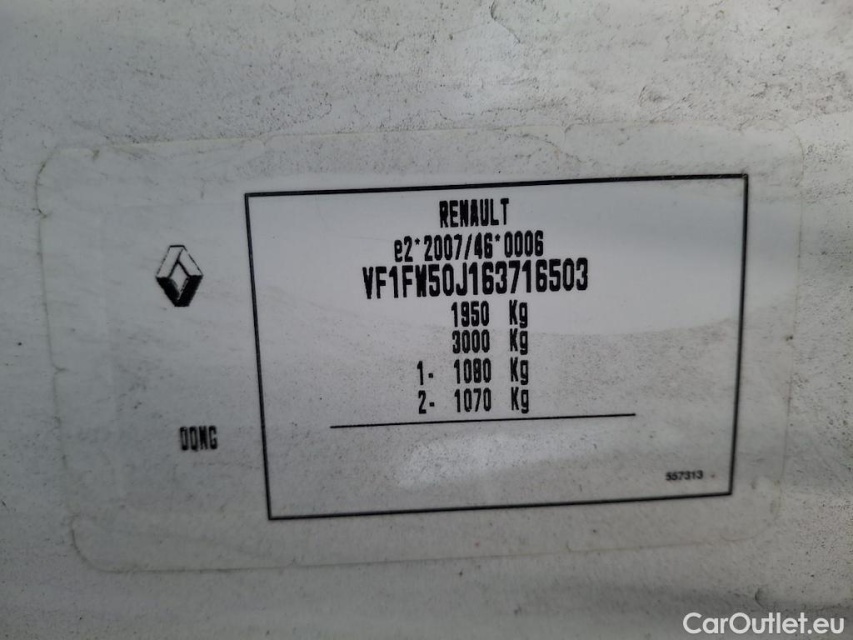 RENAULT
e2*2007/46*0006
VF1FW50J163716503
1950 Kg
3000 Kg
1- 1080 Kg
2- 1070 Kg
DQNG
557313
CarOutlet.eu